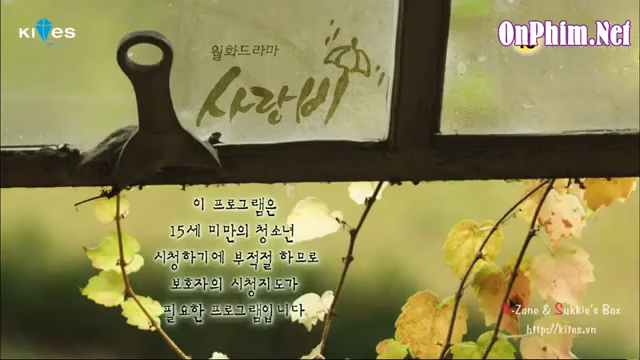 KITES
OnPhim.Net
월화드라마
사랑비
이 프로그램은
15세 미만의 청소년
시청하기에 부적절 하므로
보호자의 시청지도가
필요한 프로그램입니다
-Zone & Sukkie's Box
http://kites.vn